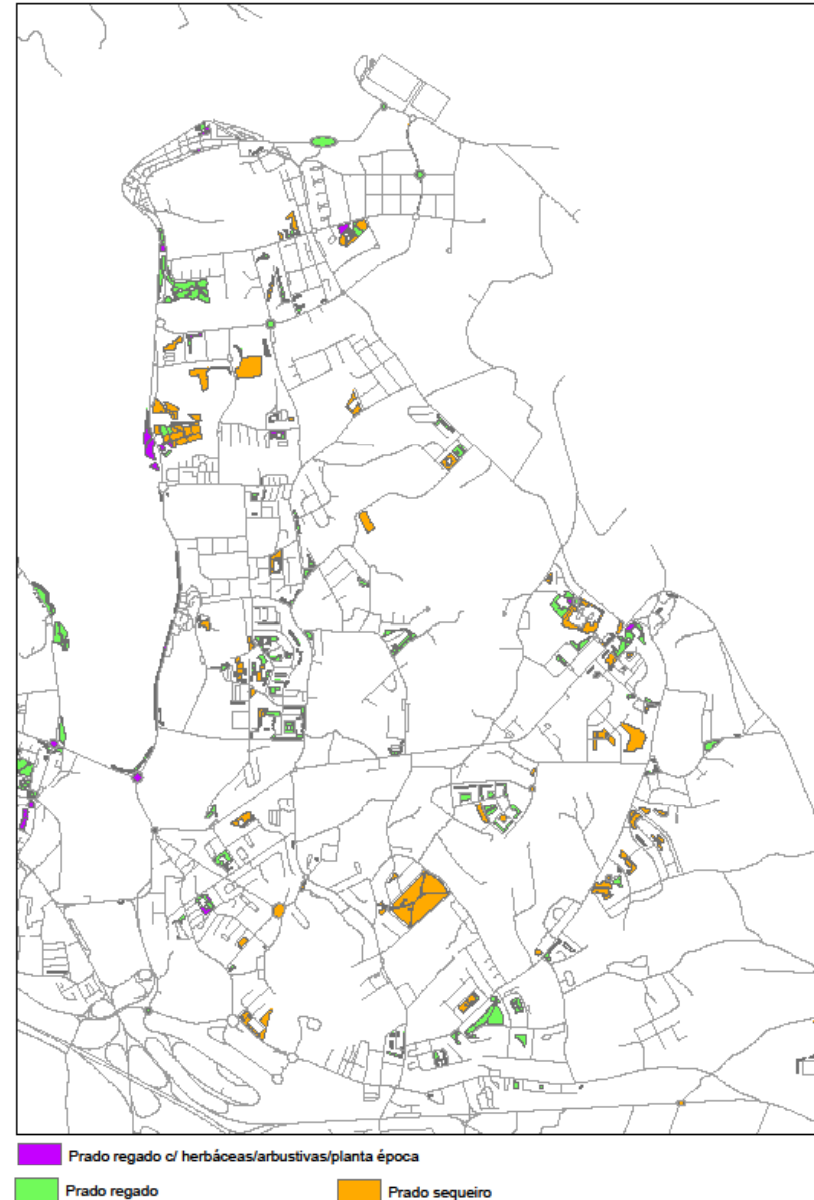 Prado regado c/ herbáceas/arbustivas/planta época
Prado regado
Prado sequeiro